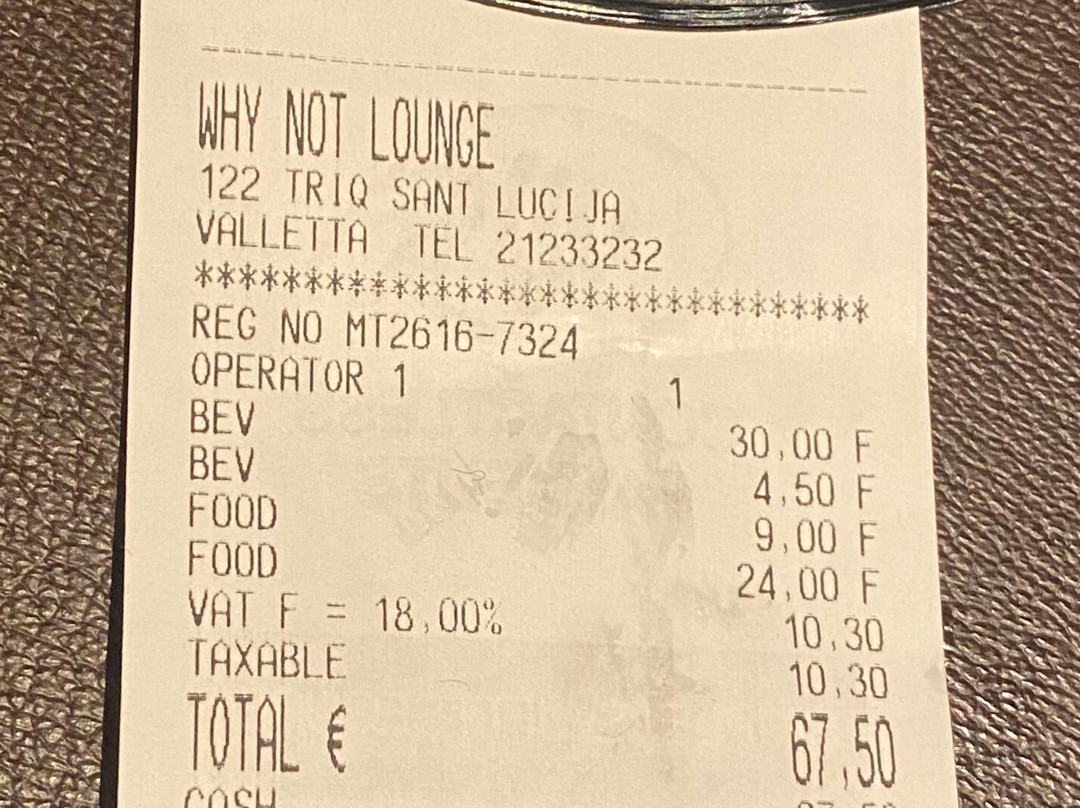 WHY NOT LOUNGE
122 TRIQ SANT LUCIJA
VALLETTA TEL 21233232
*******************************
REG NO MT2616-7324
OPERATOR 1 1
BEV 30,00 F
BEV 4,50 F
FOOD 9,00 F
FOOD 24,00 F
VAT F = 18,00% 10,30
TAXABLE 10,30
TOTAL € 67,50
CASH